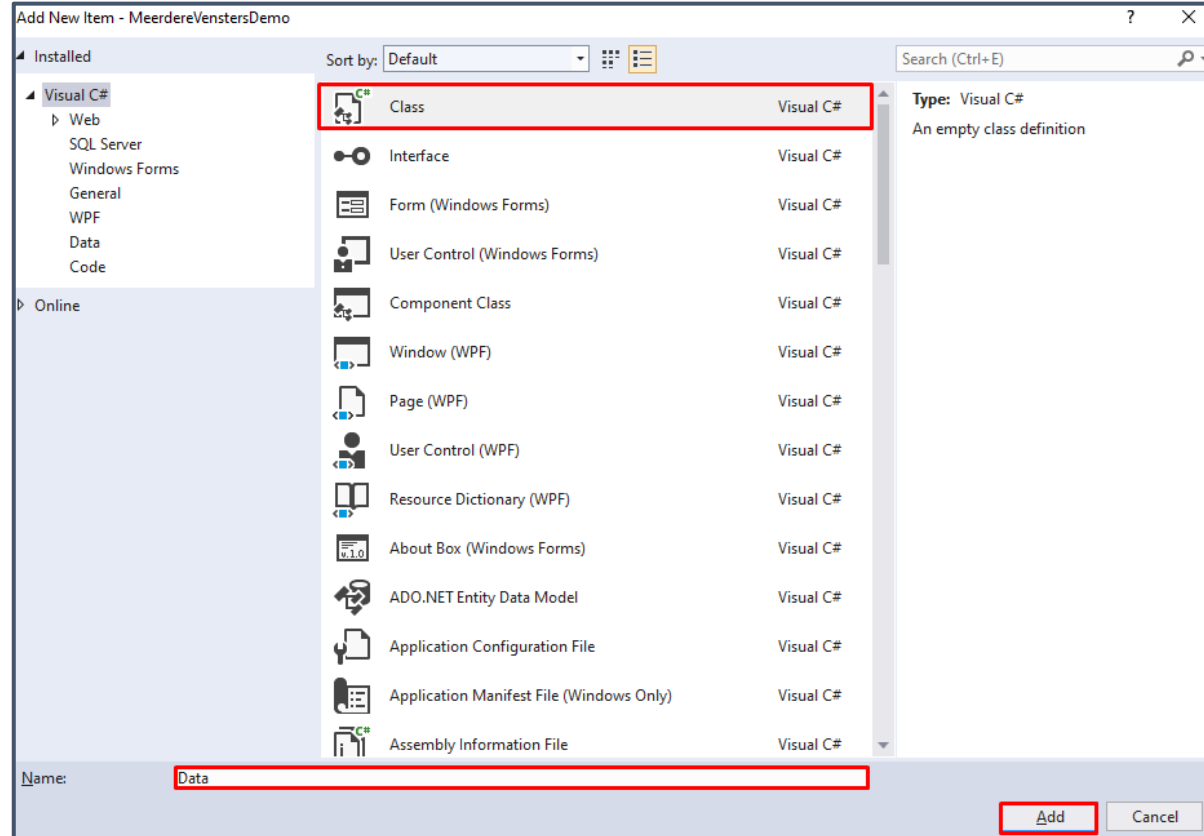 Add New Item - MeerdereVenstersDemo
?
Installed
Sort by: Default
Search (Ctrl+E)
Visual C#
Web
SQL Server
Windows Forms
General
WPF
Data
Code
Online
C# Class Visual C#
Interface Visual C#
Form (Windows Forms) Visual C#
User Control (Windows Forms) Visual C#
Component Class Visual C#
Window (WPF) Visual C#
Page (WPF) Visual C#
User Control (WPF) Visual C#
Resource Dictionary (WPF) Visual C#
v.1.0 About Box (Windows Forms) Visual C#
ADO.NET Entity Data Model Visual C#
Application Configuration File Visual C#
Application Manifest File (Windows Only) Visual C#
C# Assembly Information File Visual C#
Type: Visual C#
An empty class definition
Name: Data
Add Cancel